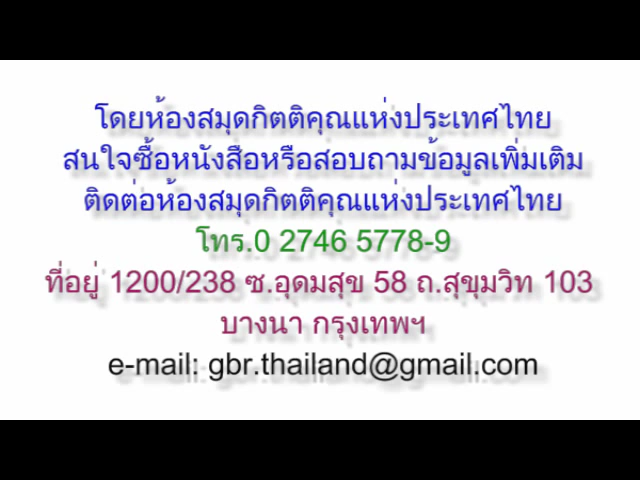 โดยห้องสมุดกิตติคุณแห่งประเทศไทย
สนใจซื้อหนังสือหรือสอบถามข้อมูลเพิ่มเติม
ติดต่อห้องสมุดกิตติคุณแห่งประเทศไทย
โทร.0 2746 5778-9
ที่อยู่ 1200/238 ซ.อุดมสุข 58 ถ.สุขุมวิท 103
บางนา กรุงเทพฯ
e-mail: gbr.thailand@gmail.com